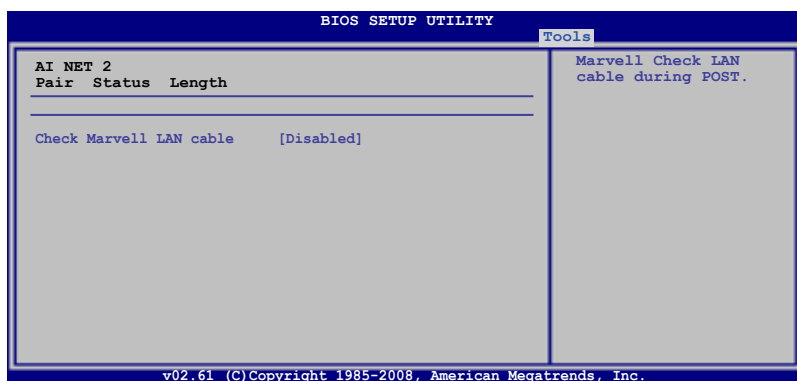 BIOS SETUP UTILITY
Tools
AI NET 2
Pair Status Length
Check Marvell LAN cable [Disabled]
Marvell Check LAN
cable during POST.
v02.61 (C)Copyright 1985-2008, American Megatrends, Inc.